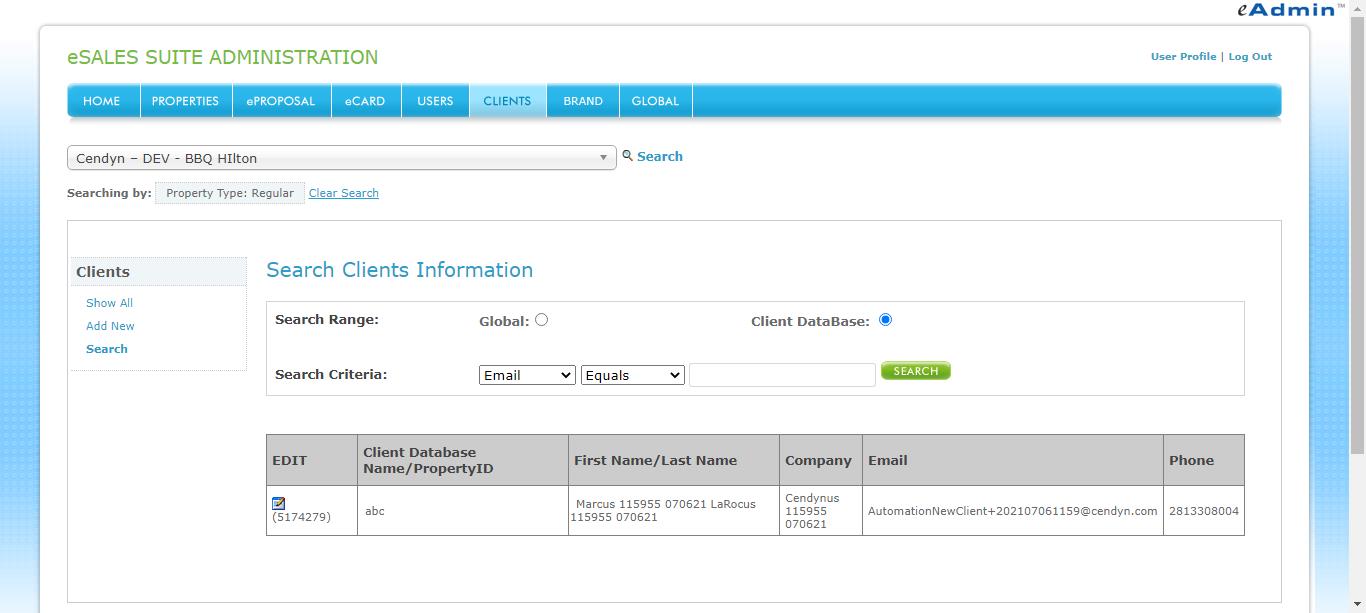 eAdmin™
eSALES SUITE ADMINISTRATION
User Profile | Log Out
HOME PROPERTIES ePROPOSAL eCARD USERS CLIENTS BRAND GLOBAL
Cendyn – DEV - BBQ HIlton Search
Searching by: Property Type: Regular Clear Search
Clients
Show All
Add New
Search
Search Clients Information
Search Range: Global: Client DataBase:
Search Criteria: Email Equals SEARCH
EDIT
Client Database
Name/PropertyID
First Name/Last Name
Company
Email
Phone
(5174279)
abc
Marcus 115955 070621 LaRocus
115955 070621
Cendynus
115955
070621
AutomationNewClient+202107061159@cendyn.com
2813308004